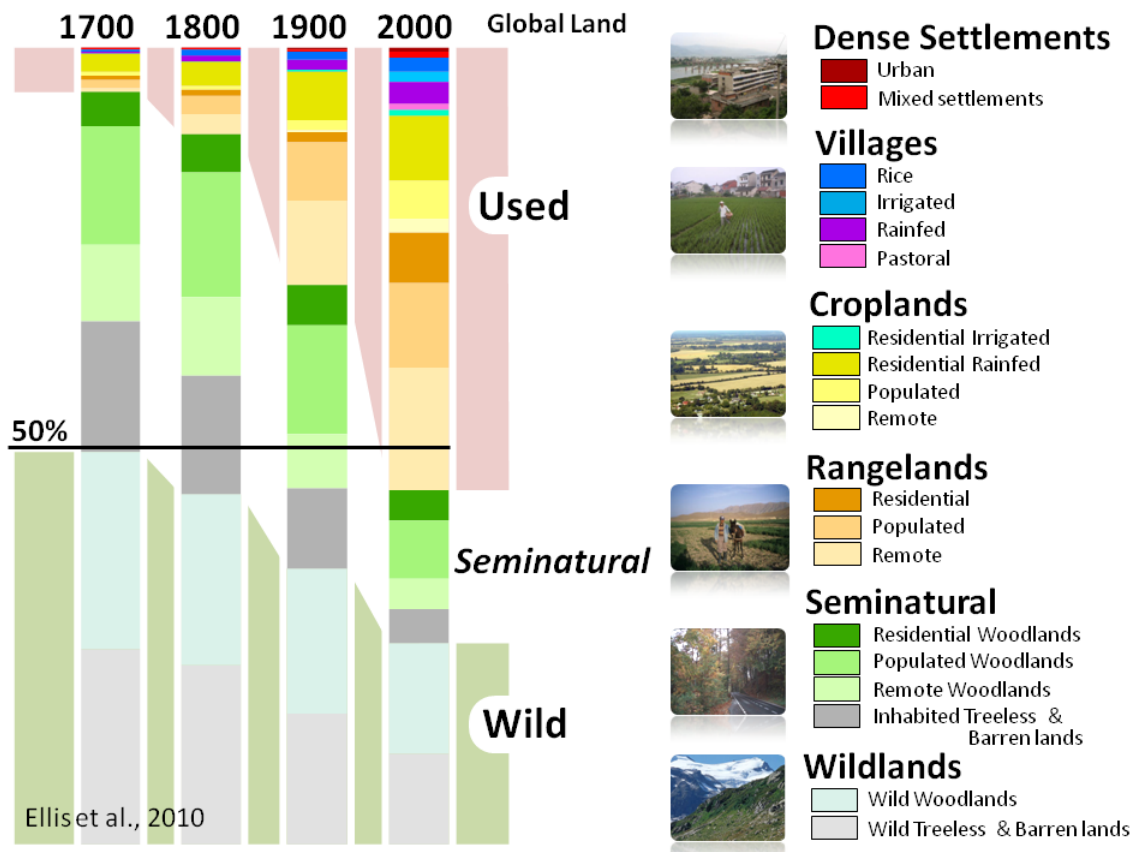 1700
1800
1900
2000
Global Land
50%
Used
Seminatural
Wild
Ellis et al., 2010
Dense Settlements
Urban
Mixed settlements
Villages
Rice
Irrigated
Rainfed
Pastoral
Croplands
Residential Irrigated
Residential Rainfed
Populated
Remote
Rangelands
Residential
Populated
Remote
Seminatural
Residential Woodlands
Populated Woodlands
Remote Woodlands
Inhabited Treeless &
Barren lands
Wildlands
Wild Woodlands
Wild Treeless & Barren lands